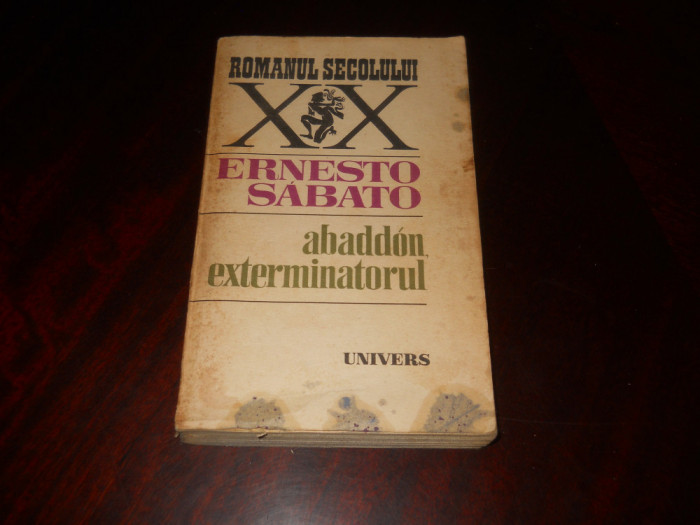 ROMANUL SECOLULUI
XX
ERNESTO
SÁBATO
abaddón,
exterminatorul
UNIVERS